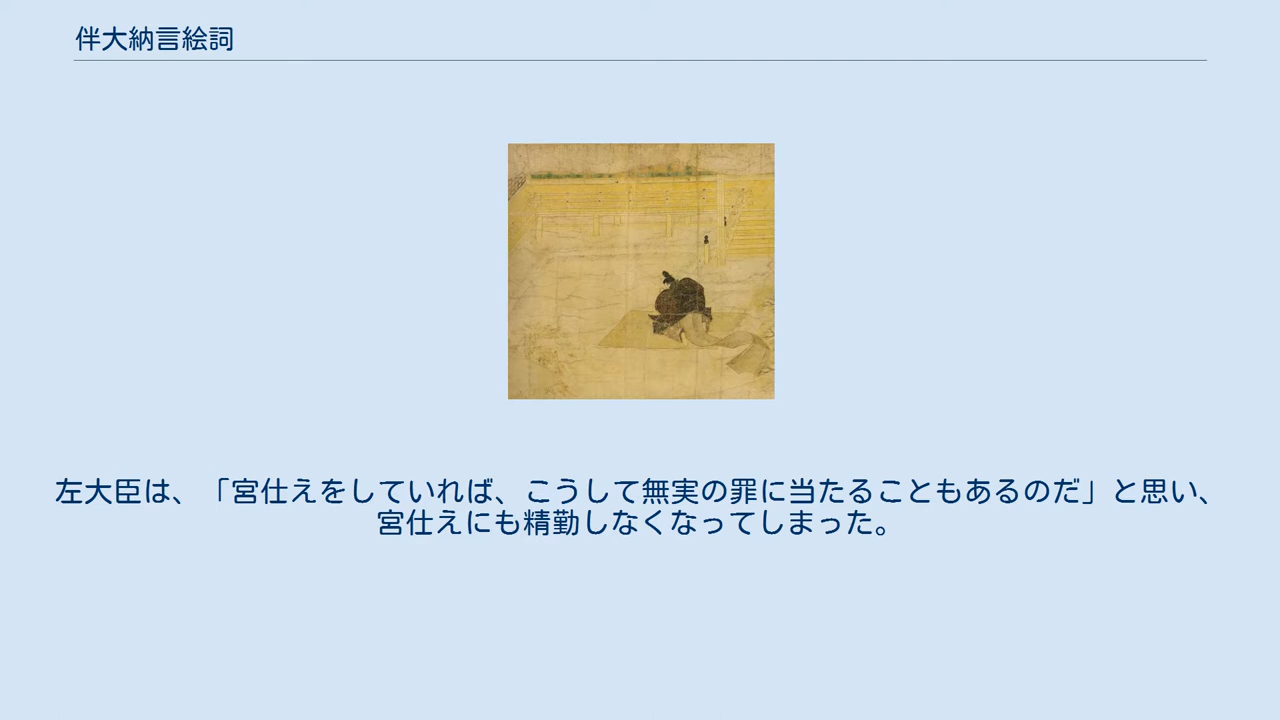 伴大納言絵詞
左大臣は、「宮仕えをしていれば、こうして無実の罪に当たることもあるのだ」と思い、
宮仕えにも精勤しなくなってしまった。